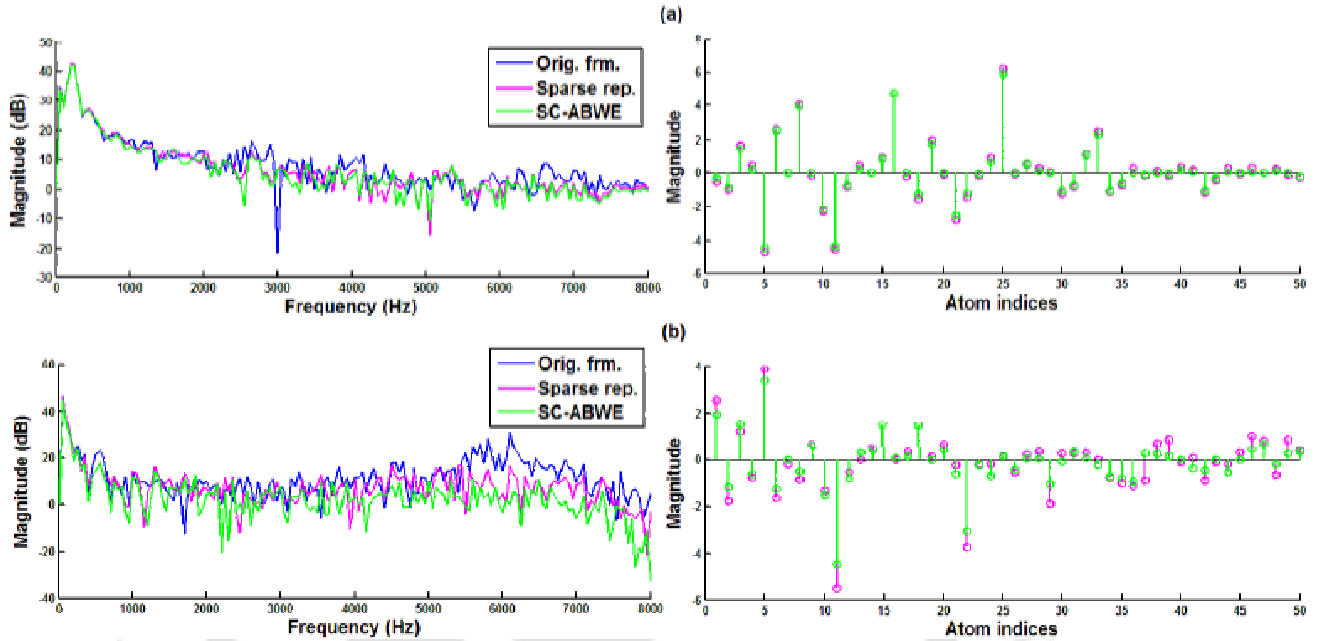 (a)
50
40
30
20
10
0
-10
-20
-30
Magnitude (dB)
Orig. frm.
Sparse rep.
SC-ABWE
0 1000 2000 3000 4000 5000 6000 7000 8000
Frequency (Hz)
8
6
4
2
0
-2
-4
-6
Magnitude
0 5 10 15 20 25 30 35 40 45 50
Atom indices
(b)
60
40
20
0
-20
-40
Magnitude (dB)
Orig. frm.
Sparse rep.
SC-ABWE
0 1000 2000 3000 4000 5000 6000 7000 8000
Frequency (Hz)
4
2
0
-2
-4
-6
Magnitude
0 5 10 15 20 25 30 35 40 45 50
Atom indices